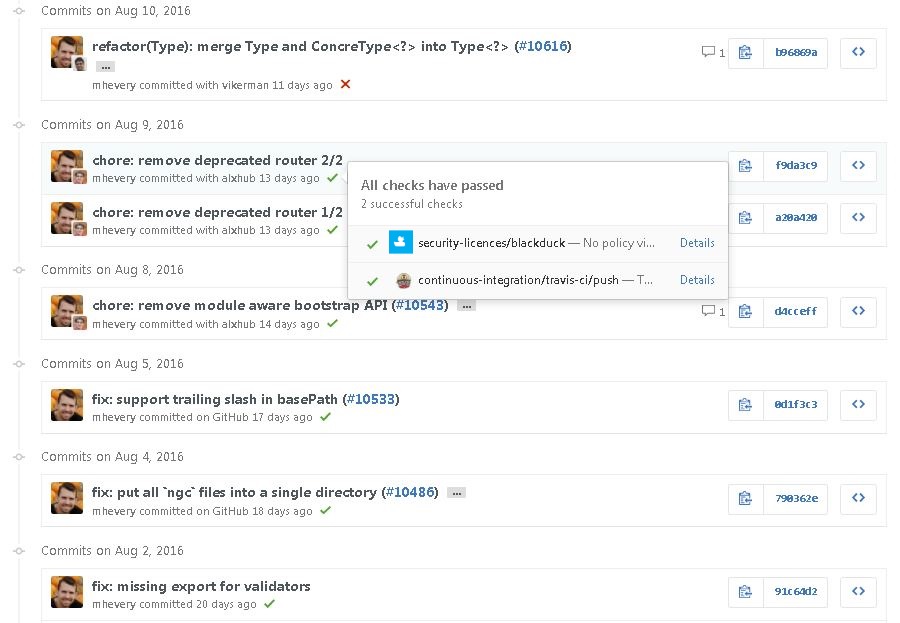 Commits on Aug 10, 2016
refactor(Type): merge Type and ConcreType<?> into Type<?> (#10616)
1
b96869a
<>
...
mhevery committed with vikerman 11 days ago
Commits on Aug 9, 2016
chore: remove deprecated router 2/2
f9da3c9
<>
mhevery committed with alxhub 13 days ago
All checks have passed
2 successful checks
chore: remove deprecated router 1/2
a20a420
<>
mhevery committed with alxhub 13 days ago
security-licences/blackduck — No policy vi... Details
continuous-integration/travis-ci/push — T... Details
Commits on Aug 8, 2016
chore: remove module aware bootstrap API (#10543) ...
1
d4cceff
<>
mhevery committed with alxhub 14 days ago
Commits on Aug 5, 2016
fix: support trailing slash in basePath (#10533)
0d1f3c3
<>
mhevery committed on GitHub 17 days ago
Commits on Aug 4, 2016
fix: put all `ngc` files into a single directory (#10486) ...
790362e
<>
mhevery committed on GitHub 18 days ago
Commits on Aug 2, 2016
fix: missing export for validators
91c64d2
<>
mhevery committed 20 days ago